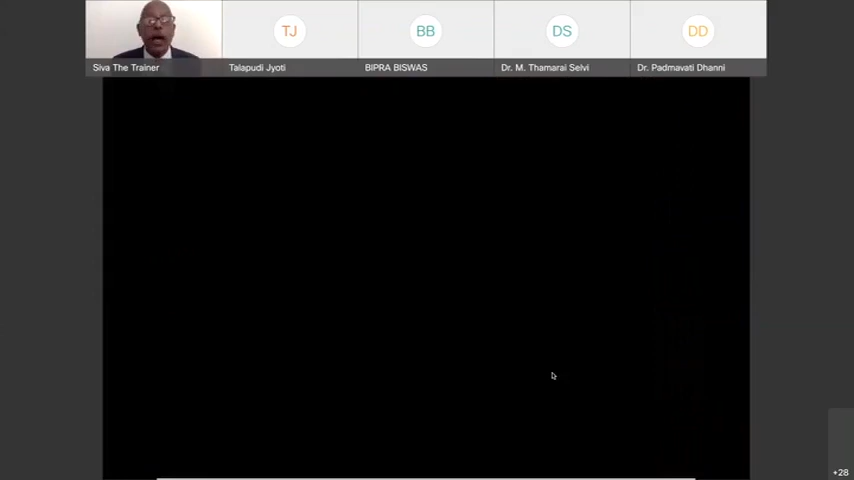 TJ
BB
DS
DD
Siva The Trainer
Talapudi Jyoti
BIPRA BISWAS
Dr. M. Thamarai Selvi
Dr. Padmavati Dhanni
+28